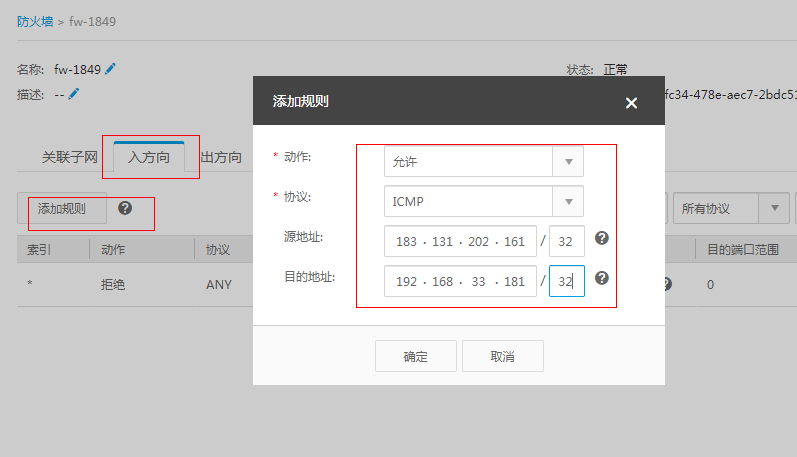 防火墙 > fw-1849
名称: fw-1849
状态: 正常
描述: --
fc34-478e-aec7-2bdc51
添加规则
关联子网 入方向 出方向
* 动作: 允许
* 协议: ICMP
添加规则
所有协议
源地址: 183 · 131 · 202 · 161 / 32
索引 动作 协议
目的端口范围
目的地址: 192 · 168 · 33 · 181 / 32
* 拒绝 ANY
0
确定 取消